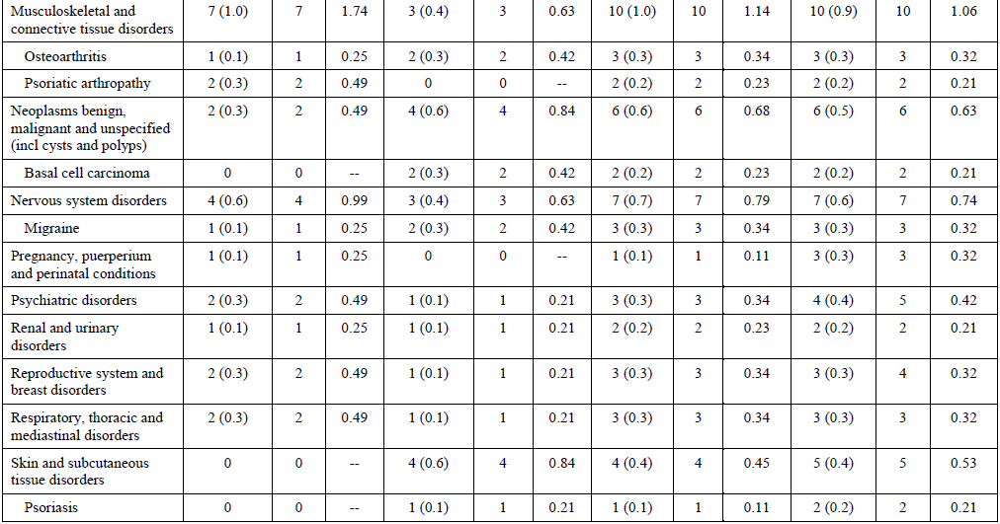 Musculoskeletal and connective tissue disorders 7 (1.0) 7 1.74 3 (0.4) 3 0.63 10 (1.0) 10 1.14 10 (0.9) 10 1.06
Osteoarthritis 1 (0.1) 1 0.25 2 (0.3) 2 0.42 3 (0.3) 3 0.34 3 (0.3) 3 0.32
Psoriatic arthropathy 2 (0.3) 2 0.49 0 0 -- 2 (0.2) 2 0.23 2 (0.2) 2 0.21
Neoplasms benign, malignant and unspecified (incl cysts and polyps) 2 (0.3) 2 0.49 4 (0.6) 4 0.84 6 (0.6) 6 0.68 6 (0.5) 6 0.63
Basal cell carcinoma 0 0 -- 2 (0.3) 2 0.42 2 (0.2) 2 0.23 2 (0.2) 2 0.21
Nervous system disorders 4 (0.6) 4 0.99 3 (0.4) 3 0.63 7 (0.7) 7 0.79 7 (0.6) 7 0.74
Migraine 1 (0.1) 1 0.25 2 (0.3) 2 0.42 3 (0.3) 3 0.34 3 (0.3) 3 0.32
Pregnancy, puerperium and perinatal conditions 1 (0.1) 1 0.25 0 0 -- 1 (0.1) 1 0.11 3 (0.3) 3 0.32
Psychiatric disorders 2 (0.3) 2 0.49 1 (0.1) 1 0.21 3 (0.3) 3 0.34 4 (0.4) 5 0.42
Renal and urinary disorders 1 (0.1) 1 0.25 1 (0.1) 1 0.21 2 (0.2) 2 0.23 2 (0.2) 2 0.21
Reproductive system and breast disorders 2 (0.3) 2 0.49 1 (0.1) 1 0.21 3 (0.3) 3 0.34 3 (0.3) 4 0.32
Respiratory, thoracic and mediastinal disorders 2 (0.3) 2 0.49 1 (0.1) 1 0.21 3 (0.3) 3 0.34 3 (0.3) 3 0.32
Skin and subcutaneous tissue disorders 0 0 -- 4 (0.6) 4 0.84 4 (0.4) 4 0.45 5 (0.4) 5 0.53
Psoriasis 0 0 -- 1 (0.1) 1 0.21 1 (0.1) 1 0.11 2 (0.2) 2 0.21